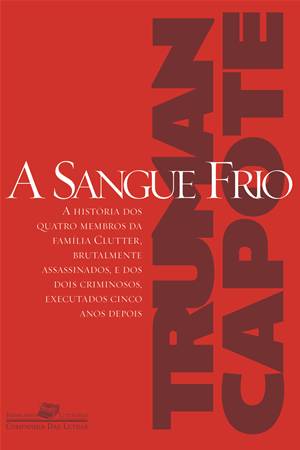 TRUMAN
CAPOTE
A SANGUE FRIO
A HISTÓRIA DOS
QUATRO MEMBROS DA
FAMÍLIA CLUTTER,
BRUTALMENTE
ASSASSINADOS, E DOS
DOIS CRIMINOSOS,
EXECUTADOS CINCO
ANOS DEPOIS
COMPANHIA DAS LETRAS